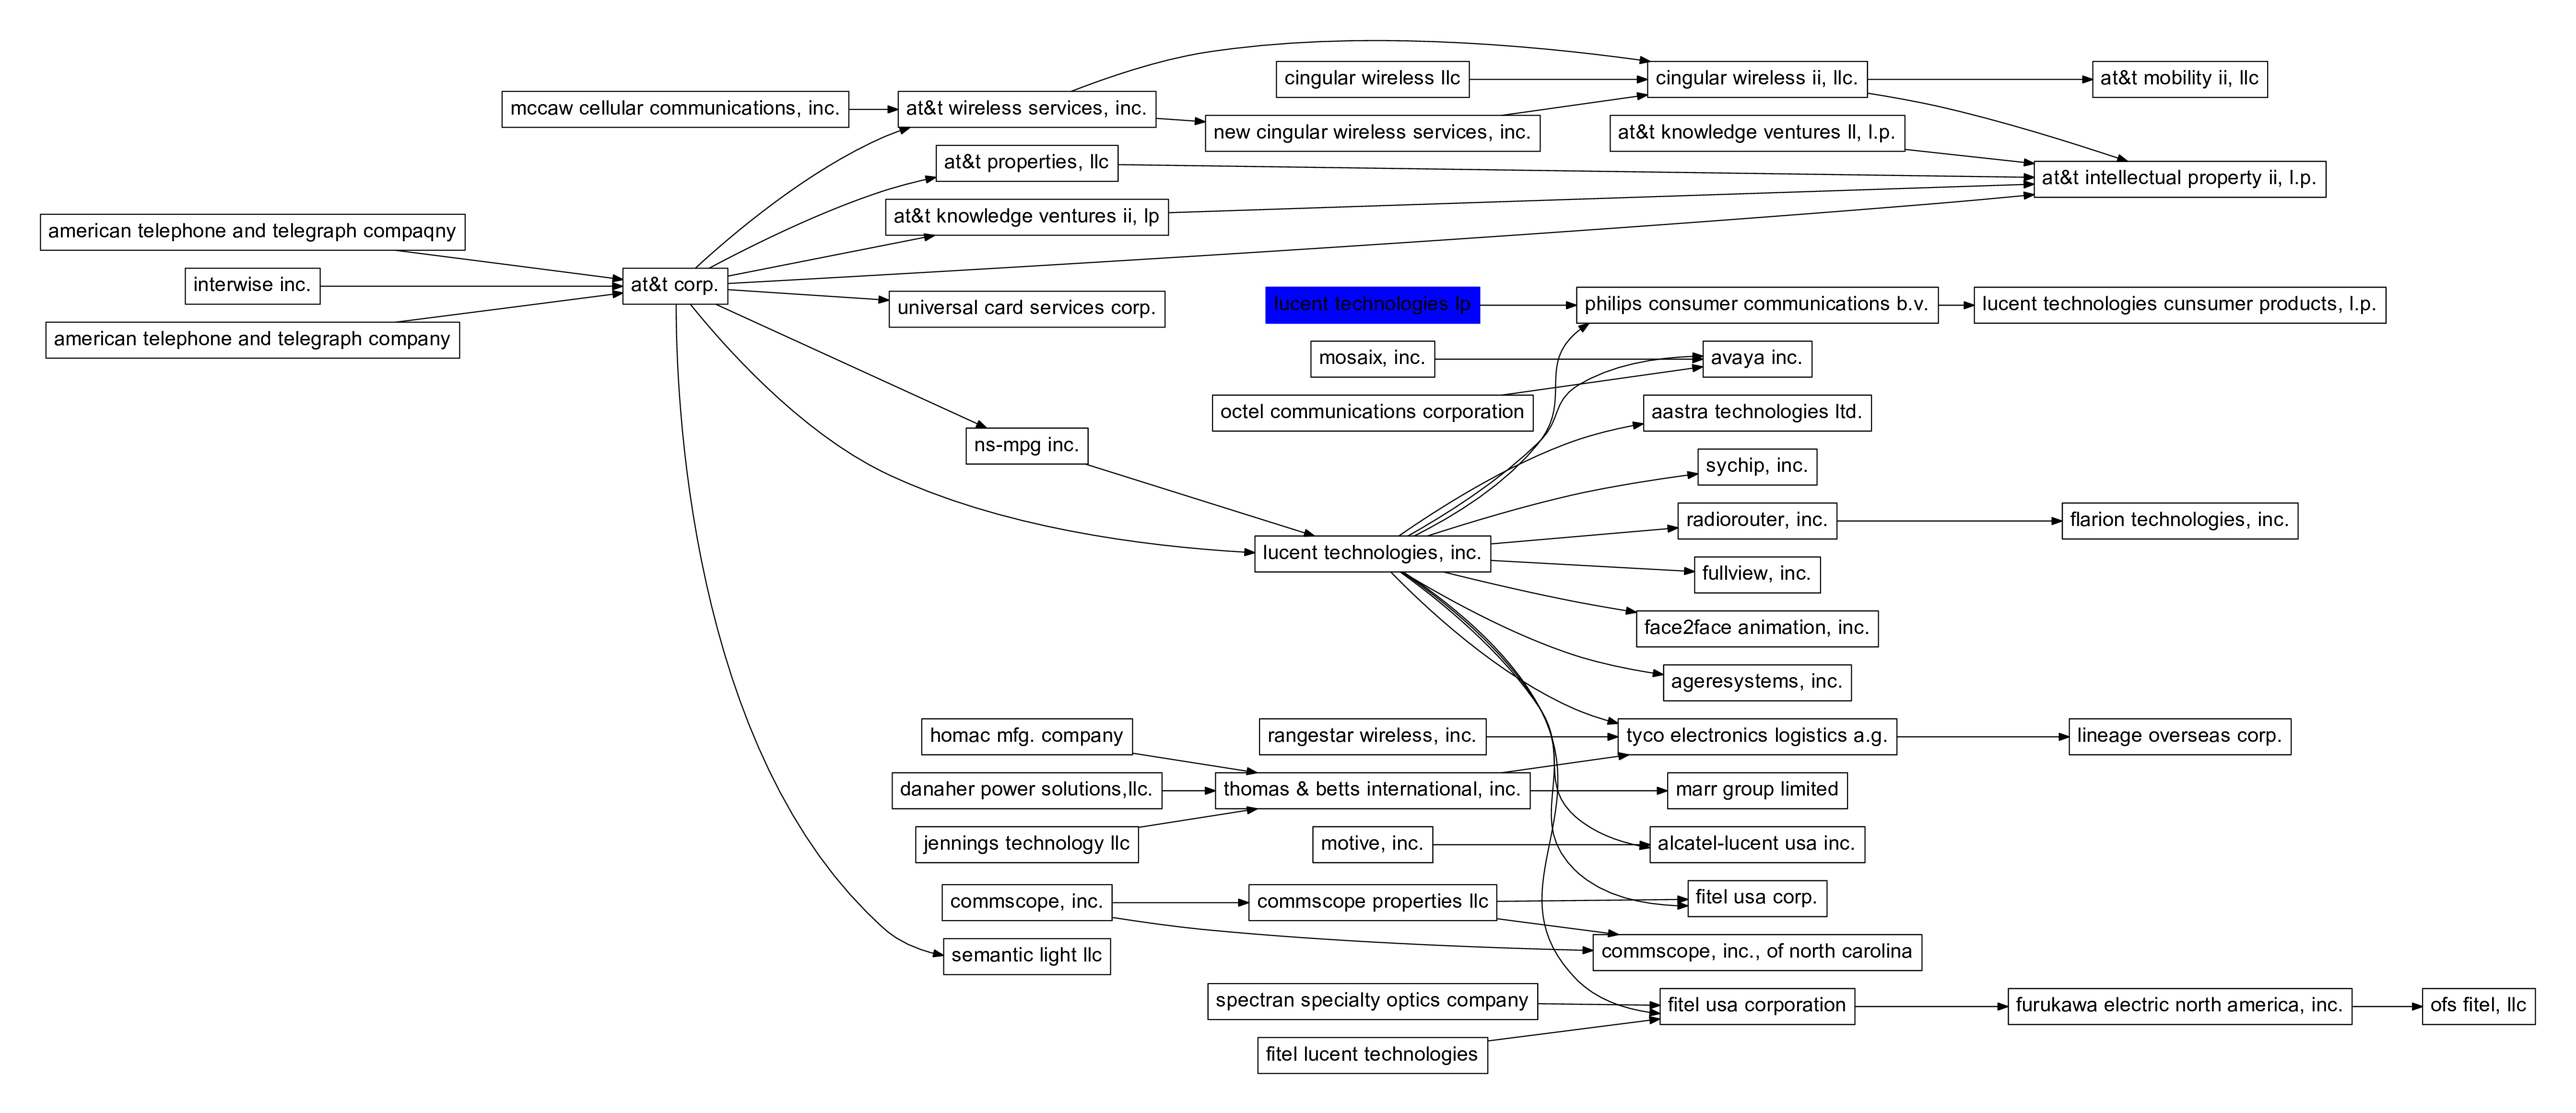 cingular wireless llc
cingular wireless ii, llc.
at&t mobility ii, llc
mccaw cellular communications, inc.
at&t wireless services, inc.
new cingular wireless services, inc.
at&t knowledge ventures ll, l.p.
at&t properties, llc
at&t intellectual property ii, l.p.
american telephone and telegraph compaqny
at&t knowledge ventures ii, lp
interwise inc.
at&t corp.
american telephone and telegraph company
universal card services corp.
lucent technologies lp
philips consumer communications b.v.
lucent technologies cunsumer products, l.p.
mosaix, inc.
avaya inc.
octel communications corporation
aastra technologies ltd.
ns-mpg inc.
sychip, inc.
radiorouter, inc.
flarion technologies, inc.
lucent technologies, inc.
fullview, inc.
face2face animation, inc.
ageresystems, inc.
homac mfg. company
rangestar wireless, inc.
tyco electronics logistics a.g.
lineage overseas corp.
danaher power solutions,llc.
thomas & betts international, inc.
marr group limited
jennings technology llc
motive, inc.
alcatel-lucent usa inc.
commscope, inc.
commscope properties llc
fitel usa corp.
semantic light llc
commscope, inc., of north carolina
spectran specialty optics company
fitel usa corporation
furukawa electric north america, inc.
ofs fitel, llc
fitel lucent technologies